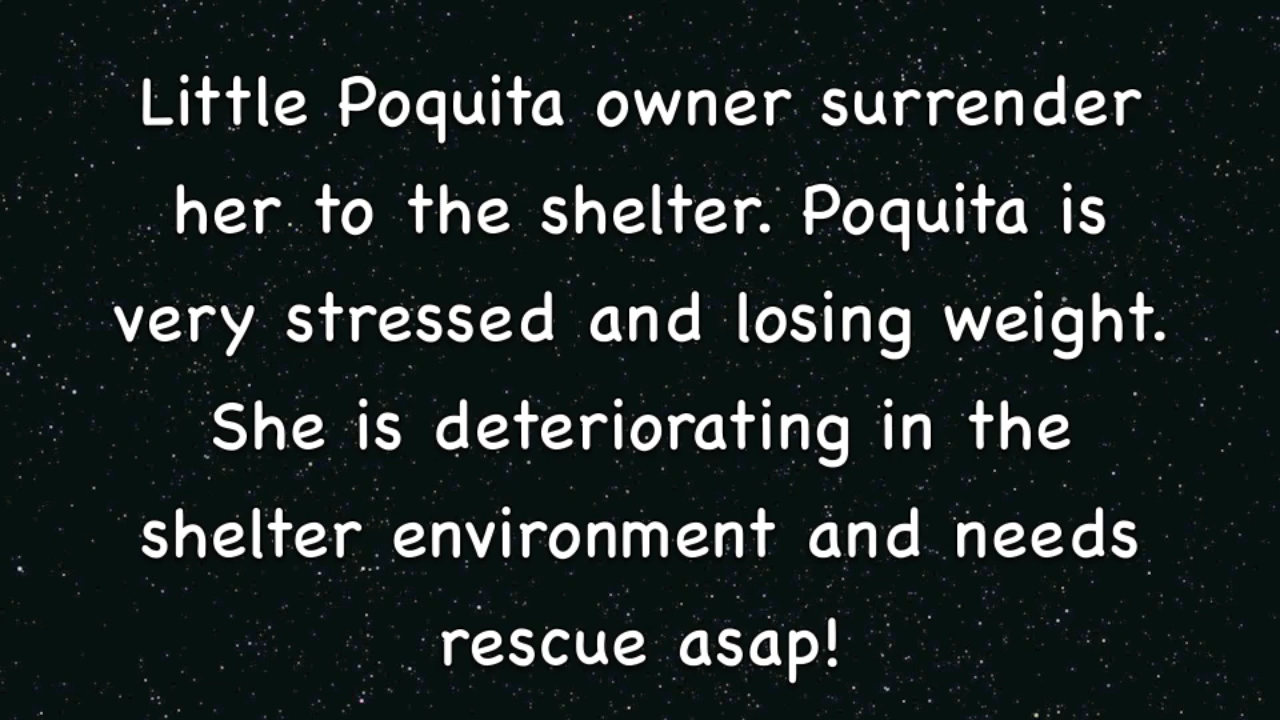 Little Poquita owner surrender
her to the shelter. Poquita is
very stressed and losing weight.
She is deteriorating in the
shelter environment and needs
rescue asap!